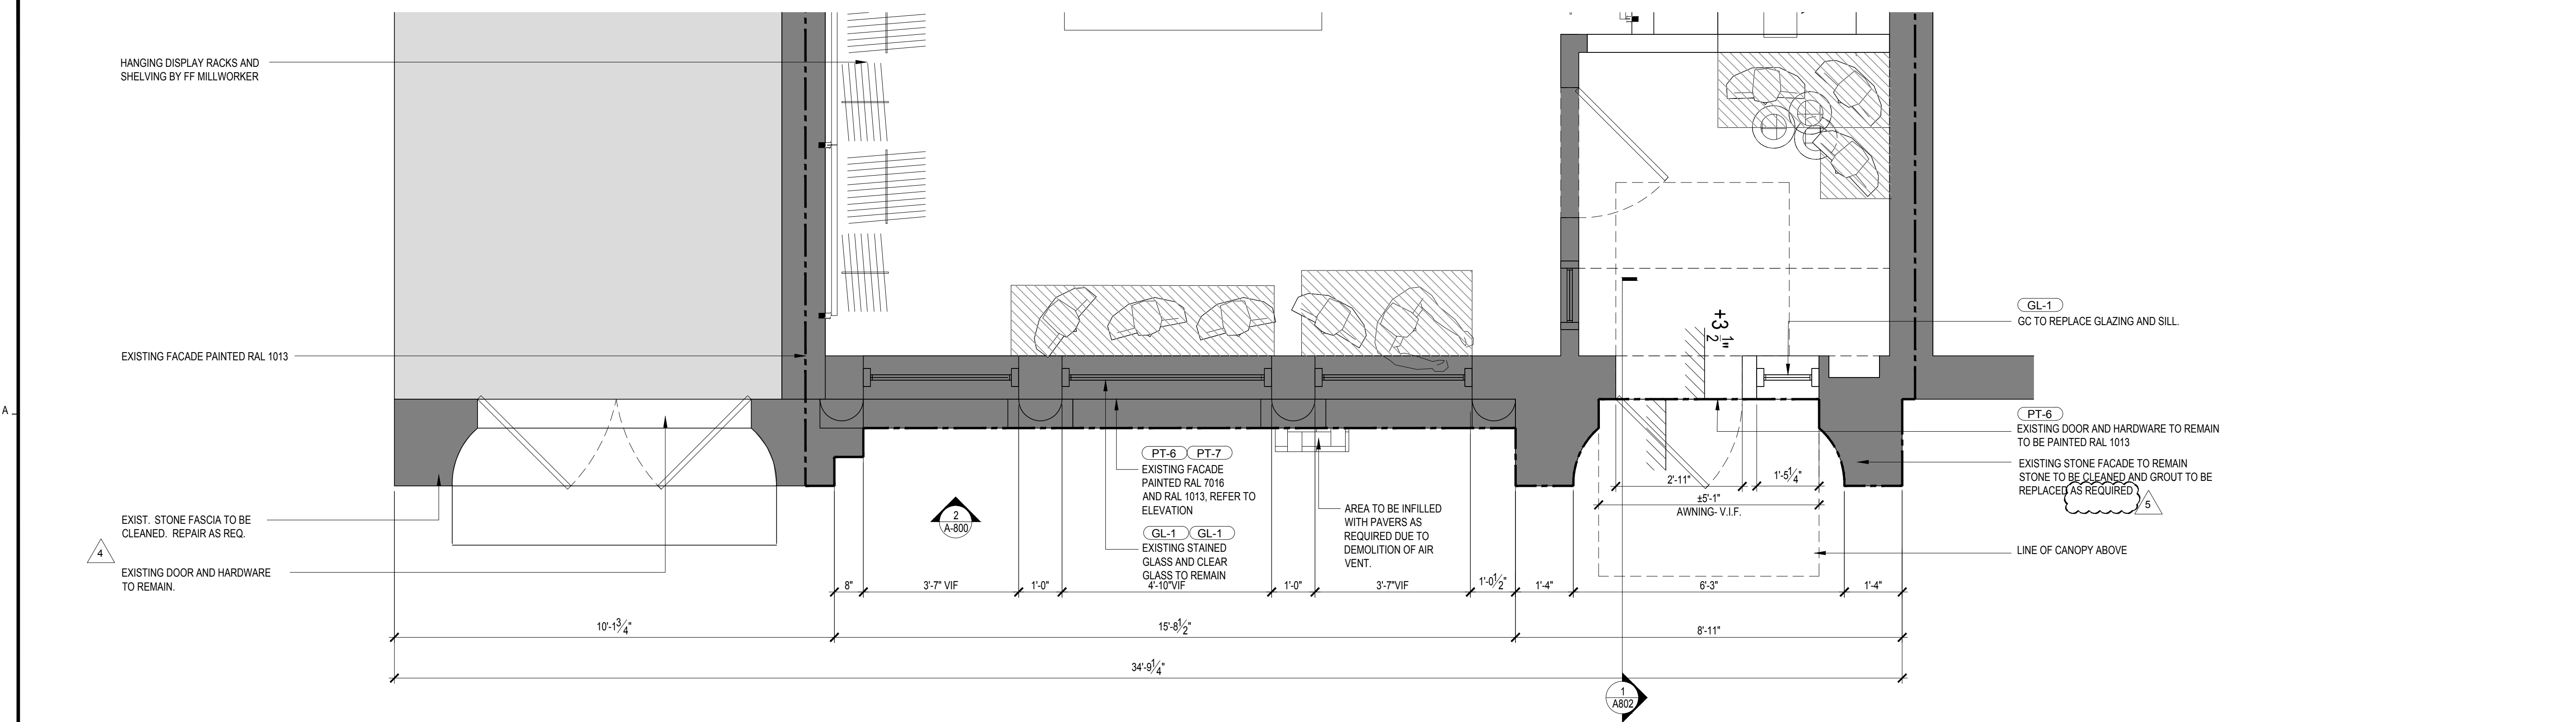 HANGING DISPLAY RACKS AND
SHELVING BY FF MILLWORKER
EXISTING FACADE PAINTED RAL 1013
A
EXIST. STONE FASCIA TO BE
CLEANED. REPAIR AS REQ.
4
EXISTING DOOR AND HARDWARE
TO REMAIN.
2
A-800
PT-6 PT-7
EXISTING FACADE
PAINTED RAL 7016
AND RAL 1013, REFER TO
ELEVATION
GL-1 GL-1
EXISTING STAINED
GLASS AND CLEAR
GLASS TO REMAIN
AREA TO BE INFILLED
WITH PAVERS AS
REQUIRED DUE TO
DEMOLITION OF AIR
VENT.
+3 1/2"
2'-11"
1'-5 1/4"
±5'-1"
AWNING- V.I.F.
GL-1
GC TO REPLACE GLAZING AND SILL.
PT-6
EXISTING DOOR AND HARDWARE TO REMAIN
TO BE PAINTED RAL 1013
EXISTING STONE FACADE TO REMAIN
STONE TO BE CLEANED AND GROUT TO BE
REPLACED AS REQUIRED
5
LINE OF CANOPY ABOVE
8"
3'-7" VIF
1'-0"
4'-10"VIF
1'-0"
3'-7"VIF
1'-0 1/2"
1'-4"
6'-3"
1'-4"
10'-1 3/4"
15'-8 1/2"
8'-11"
34'-9 1/4"
1
A802